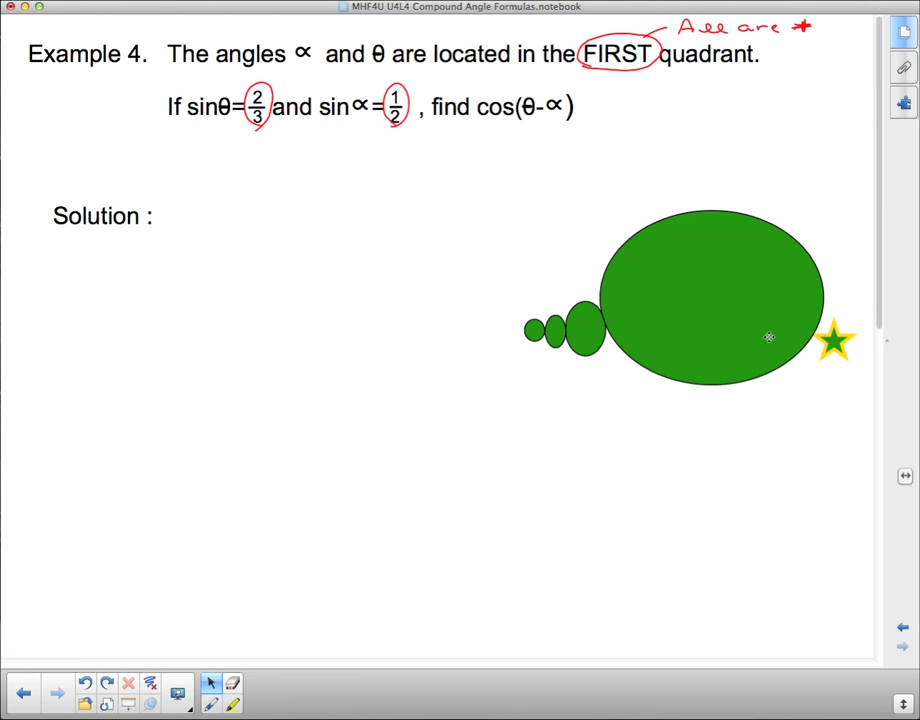 MHF4U U4L4 Compound Angle Formulas.notebook
All are +
Example 4. The angles ∝ and θ are located in the FIRST quadrant.
If sinθ=2/3 and sin∝=1/2 , find cos(θ-∝)
Solution :